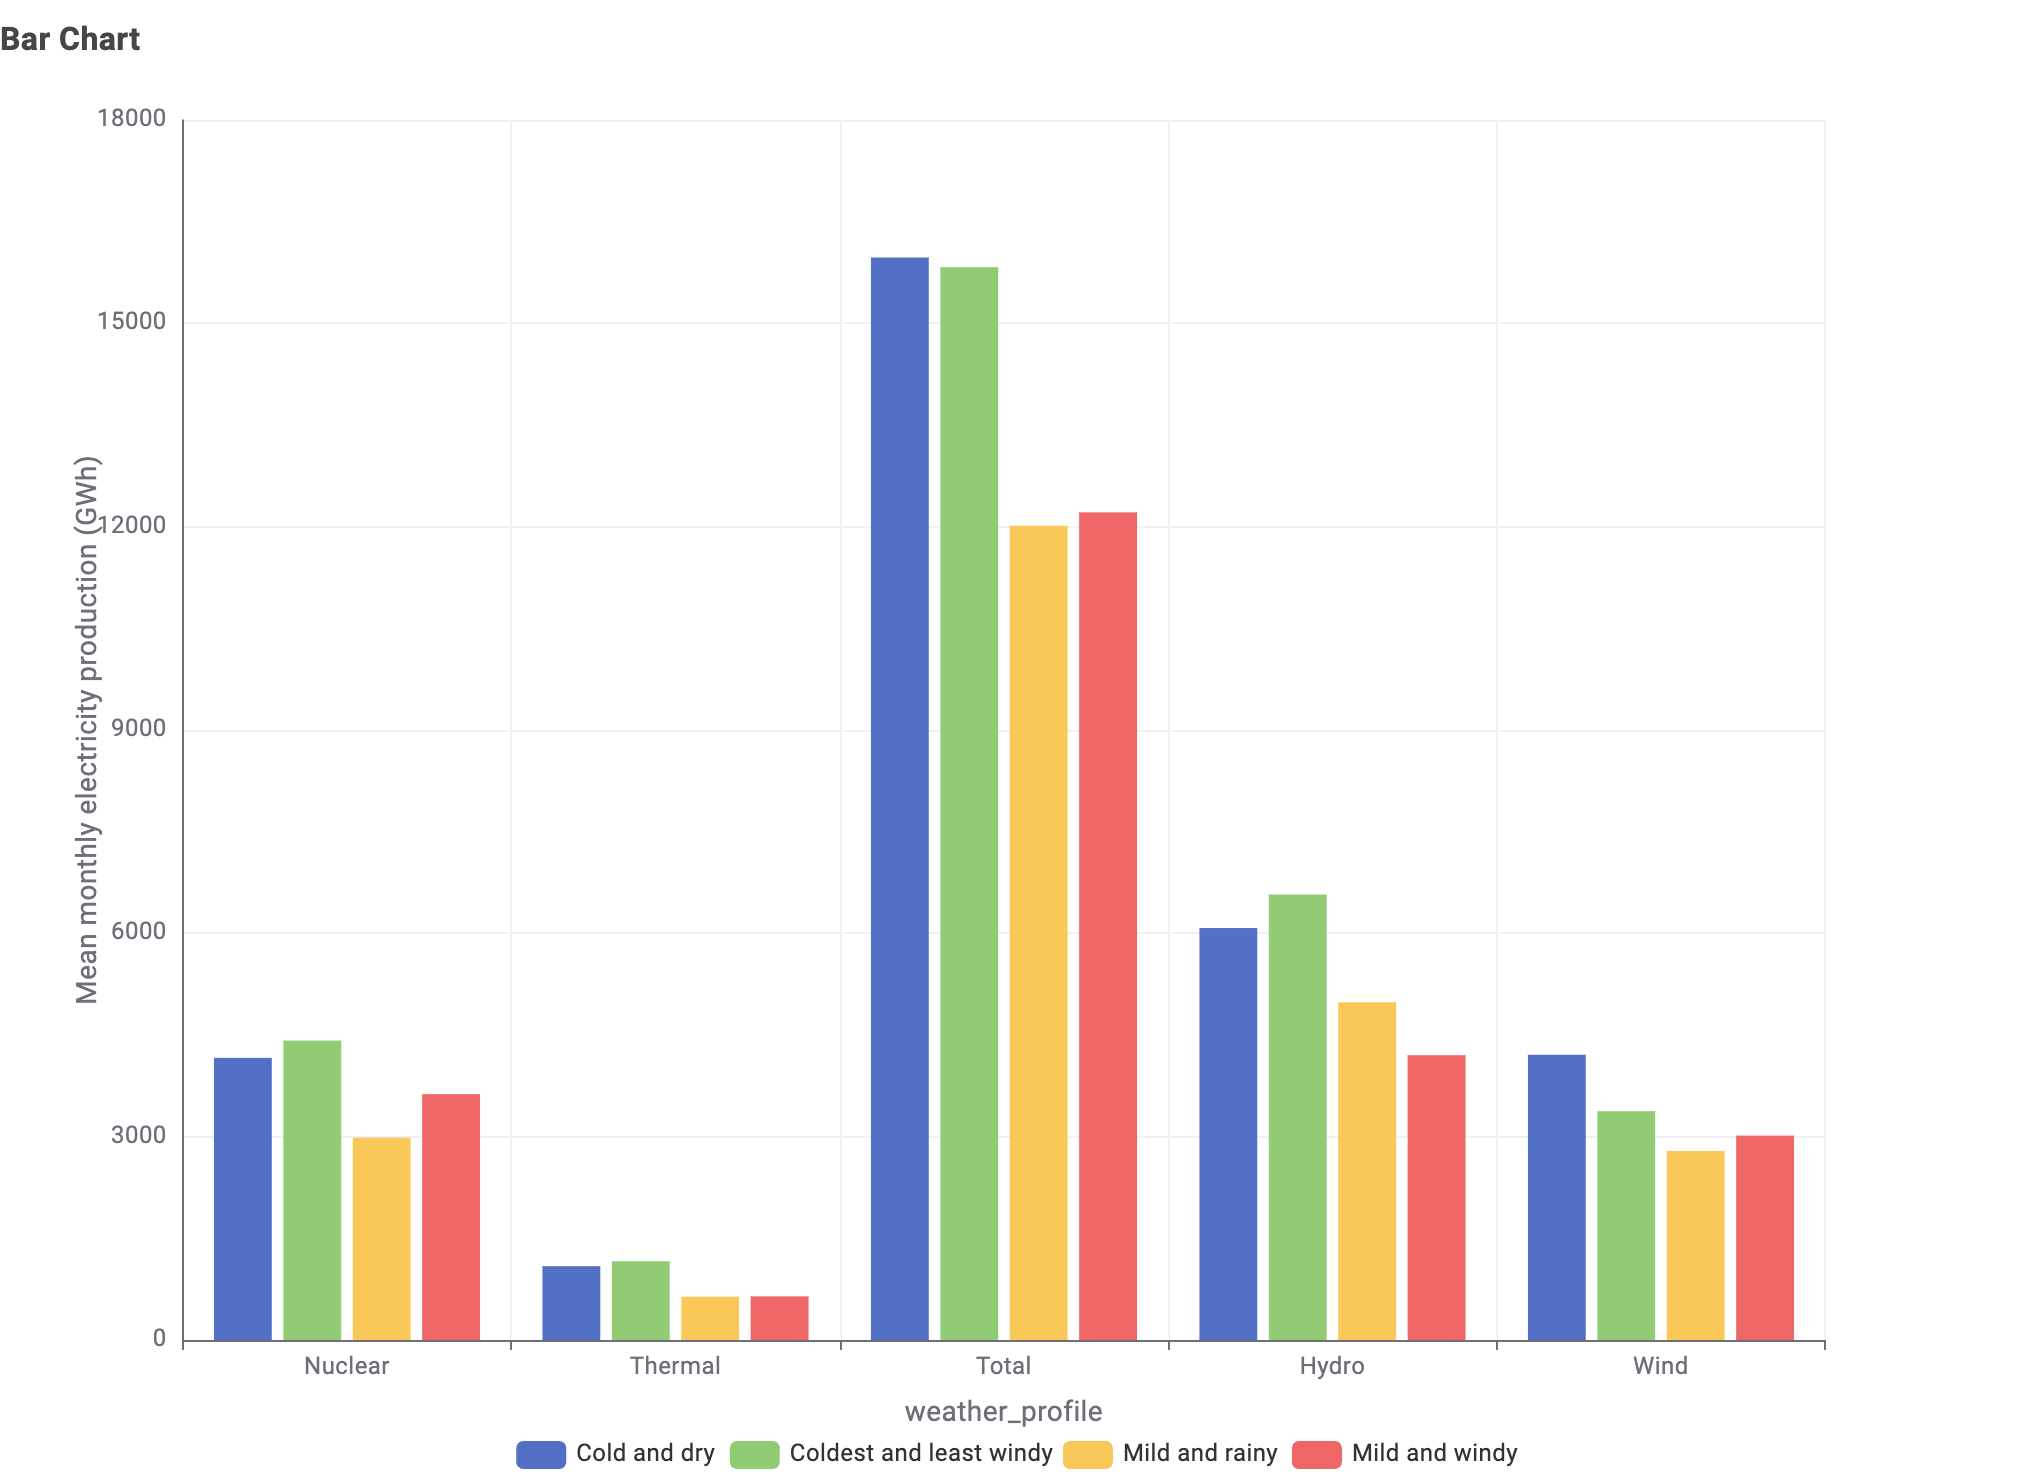 Bar Chart
18000
15000
12000
9000
6000
3000
0
Mean monthly electricity production (GWh)
Nuclear Thermal Total Hydro Wind
weather_profile
Cold and dry Coldest and least windy Mild and rainy Mild and windy